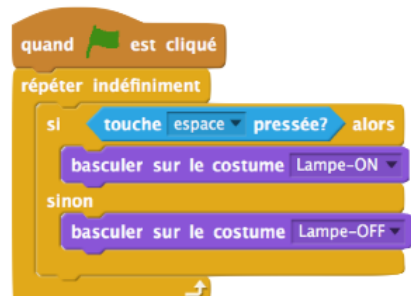 quand est cliqué
répéter indéfiniment
si touche espace pressée? alors
basculer sur le costume Lampe-ON
sinon
basculer sur le costume Lampe-OFF